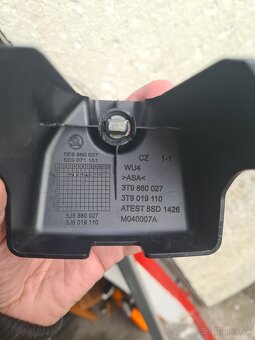 5E9 860 027
5E9 071 151
CZ 1-1
WU4
>ASA<
3T9 860 027
3T9 019 110
ATEST 8SD 1426
M040007A
5J8 860 027
5J8 019 110